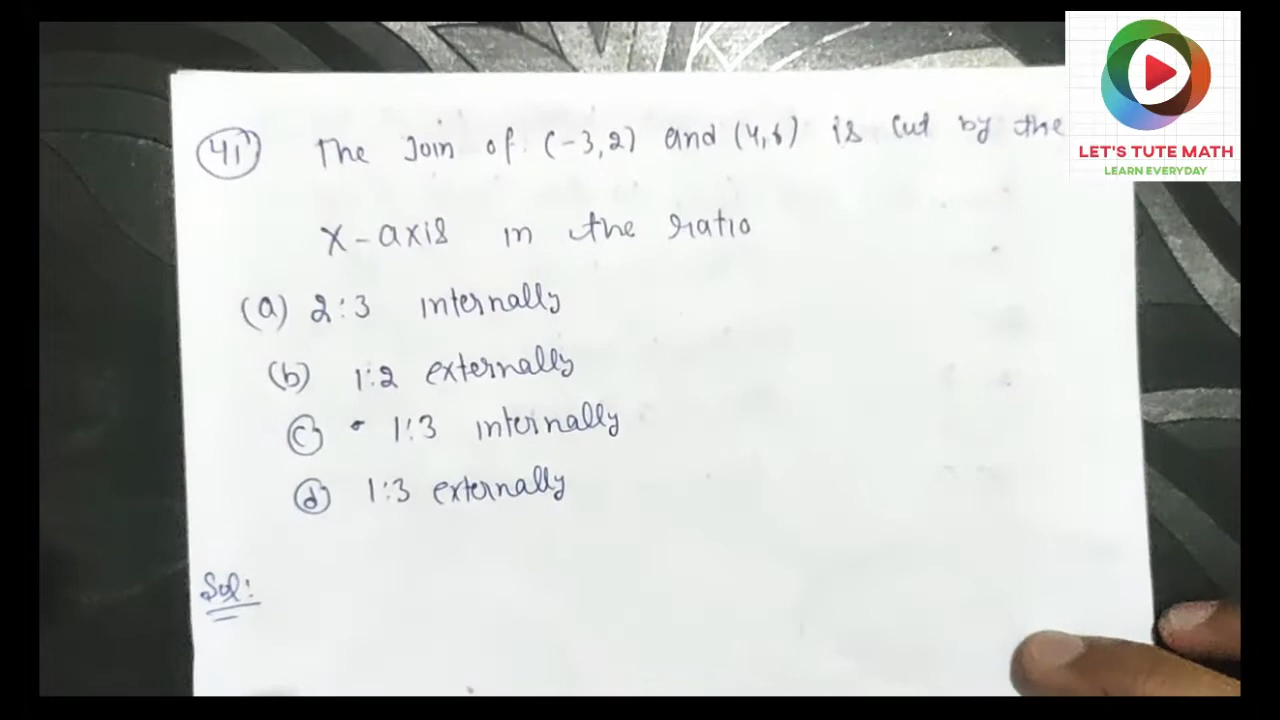 41) The Join of (-3,2) and (4,6) is cut by the
X-axis in the ratio
(a) 2:3 internally
(b) 1:2 externally
(c) 1:3 internally
(d) 1:3 externally
Sol:
LET'S TUTE MATH
LEARN EVERYDAY